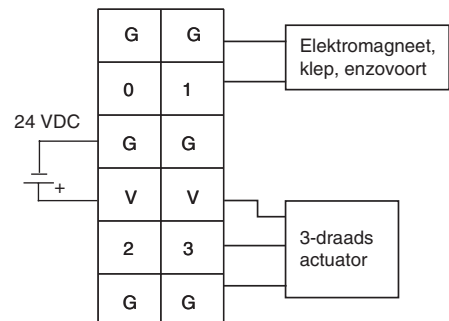 G G
Elektromagneet,
klep, enzovoort
0 1
24 VDC
G G
+
V V
2 3
3-draads
actuator
G G